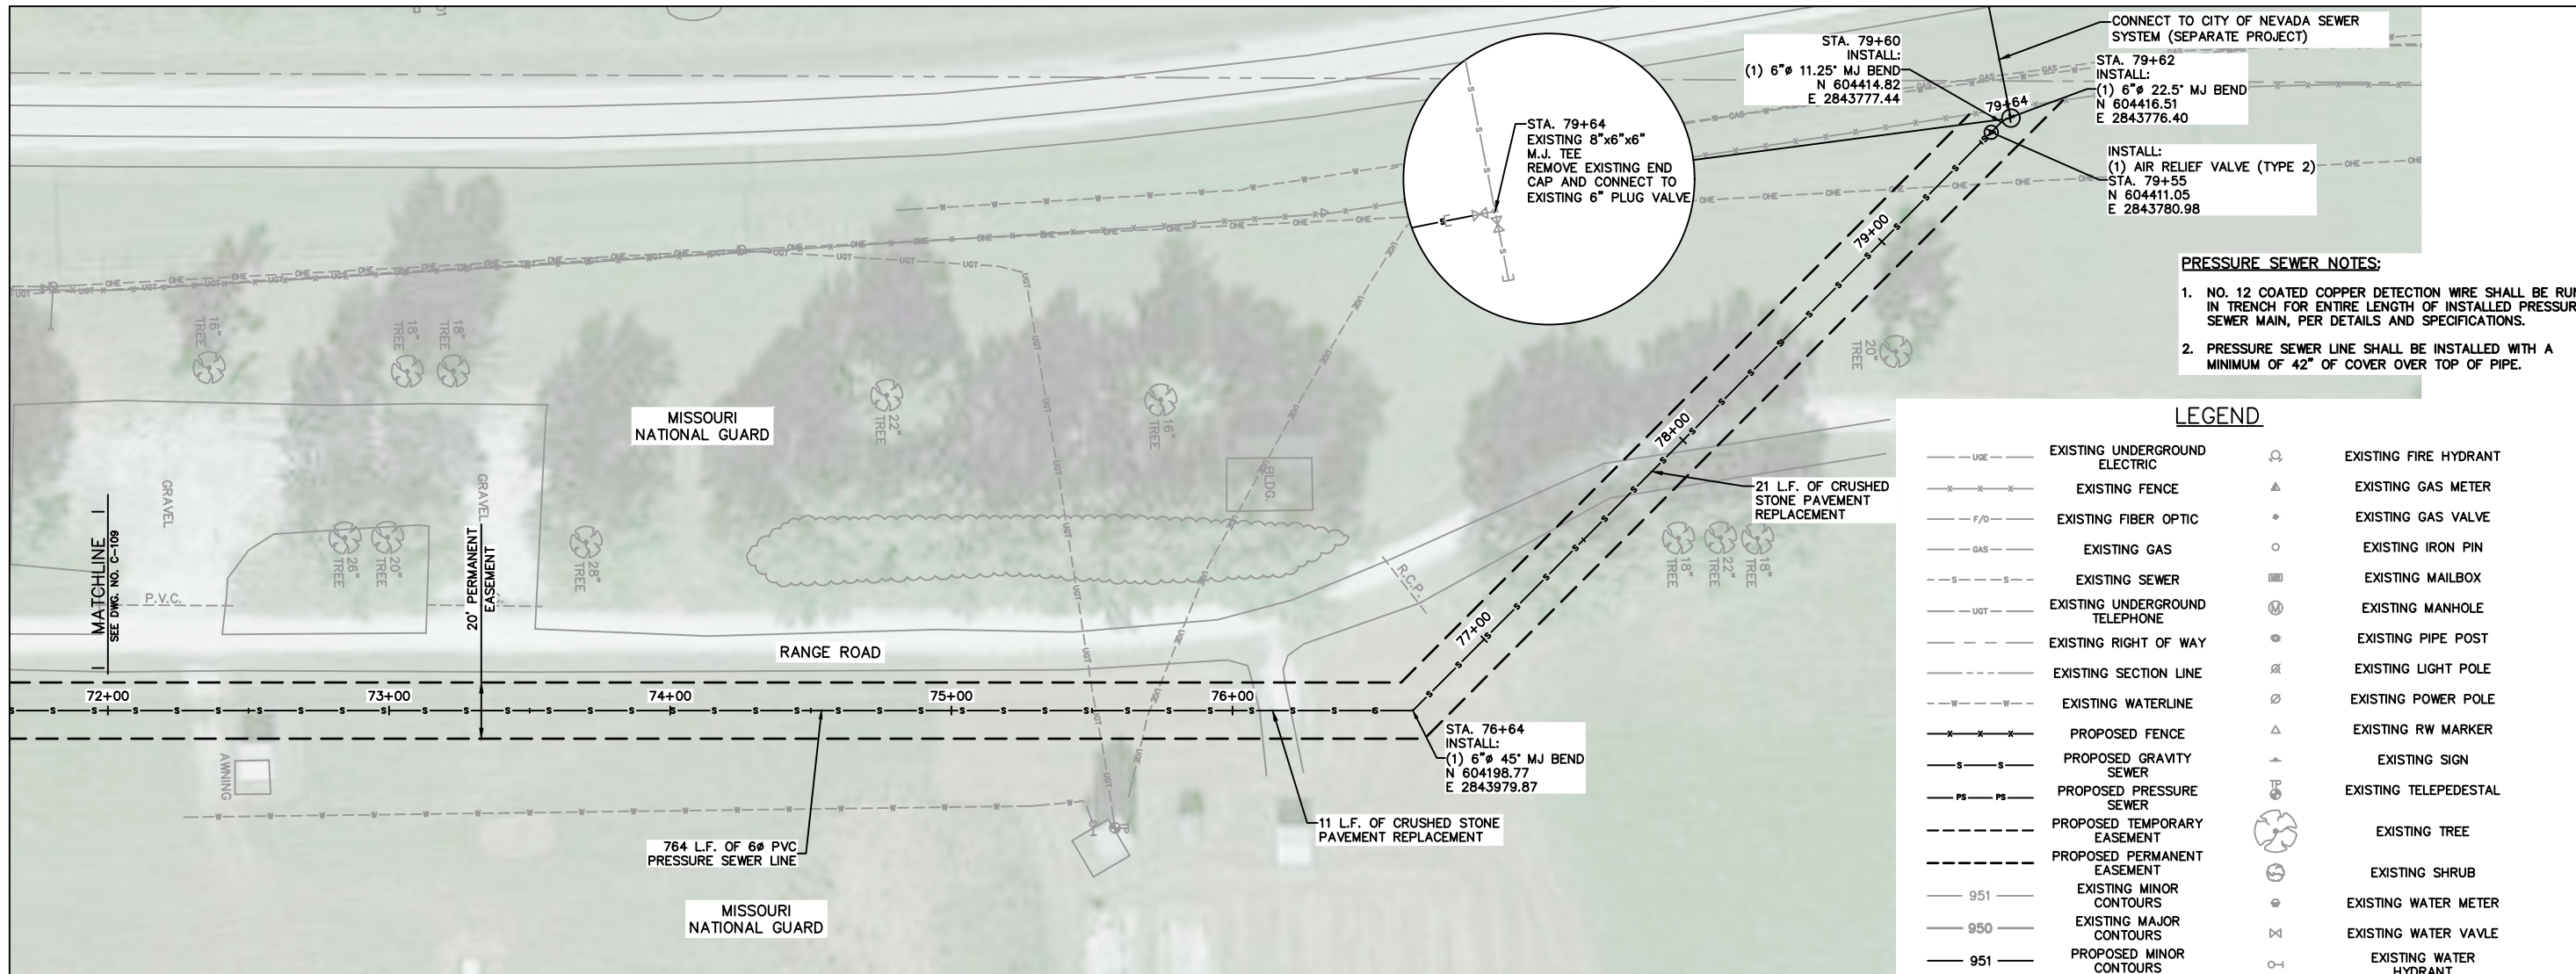 CONNECT TO CITY OF NEVADA SEWER
SYSTEM (SEPARATE PROJECT)
STA. 79+60
INSTALL:
(1) 6"ø 11.25° MJ BEND
N 604414.82
E 2843777.44
STA. 79+62
INSTALL:
(1) 6"ø 22.5° MJ BEND
N 604416.51
E 2843776.40
79+64
STA. 79+64
EXISTING 8"x6"x6"
M.J. TEE
REMOVE EXISTING END
CAP AND CONNECT TO
EXISTING 6" PLUG VALVE
INSTALL:
(1) AIR RELIEF VALVE (TYPE 2)
STA. 79+55
N 604411.05
E 2843780.98
PRESSURE SEWER NOTES:
1. NO. 12 COATED COPPER DETECTION WIRE SHALL BE RUN
IN TRENCH FOR ENTIRE LENGTH OF INSTALLED PRESSUR
SEWER MAIN, PER DETAILS AND SPECIFICATIONS.
2. PRESSURE SEWER LINE SHALL BE INSTALLED WITH A
MINIMUM OF 42" OF COVER OVER TOP OF PIPE.
16"
TREE
18"
TREE
18"
TREE
22"
TREE
16"
TREE
20"
TREE
MISSOURI
NATIONAL GUARD
GRAVEL
GRAVEL
BLDG.
26"
TREE
20"
TREE
28"
TREE
18"
TREE
22"
TREE
18"
TREE
MATCHLINE
SEE DWG. NO. C-109
20' PERMANENT
EASEMENT
P.V.C.
R.C.P.
RANGE ROAD
21 L.F. OF CRUSHED
STONE PAVEMENT
REPLACEMENT
72+00
73+00
74+00
75+00
76+00
77+00
78+00
79+00
STA. 76+64
INSTALL:
(1) 6"ø 45° MJ BEND
N 604198.77
E 2843979.87
AWNING
TP
11 L.F. OF CRUSHED STONE
PAVEMENT REPLACEMENT
764 L.F. OF 6ø PVC
PRESSURE SEWER LINE
MISSOURI
NATIONAL GUARD
LEGEND
UGE
EXISTING UNDERGROUND
ELECTRIC
EXISTING FENCE
F/O
EXISTING FIBER OPTIC
GAS
EXISTING GAS
S S
EXISTING SEWER
UGT
EXISTING UNDERGROUND
TELEPHONE
EXISTING RIGHT OF WAY
EXISTING SECTION LINE
W W
EXISTING WATERLINE
X X X
PROPOSED FENCE
S S
PROPOSED GRAVITY
SEWER
PS PS
PROPOSED PRESSURE
SEWER
PROPOSED TEMPORARY
EASEMENT
PROPOSED PERMANENT
EASEMENT
951
EXISTING MINOR
CONTOURS
950
EXISTING MAJOR
CONTOURS
951
PROPOSED MINOR
CONTOURS
EXISTING FIRE HYDRANT
EXISTING GAS METER
EXISTING GAS VALVE
EXISTING IRON PIN
EXISTING MAILBOX
M
EXISTING MANHOLE
EXISTING PIPE POST
EXISTING LIGHT POLE
EXISTING POWER POLE
EXISTING RW MARKER
EXISTING SIGN
TP
EXISTING TELEPEDESTAL
EXISTING TREE
EXISTING SHRUB
EXISTING WATER METER
EXISTING WATER VAVLE
EXISTING WATER
HYDRANT